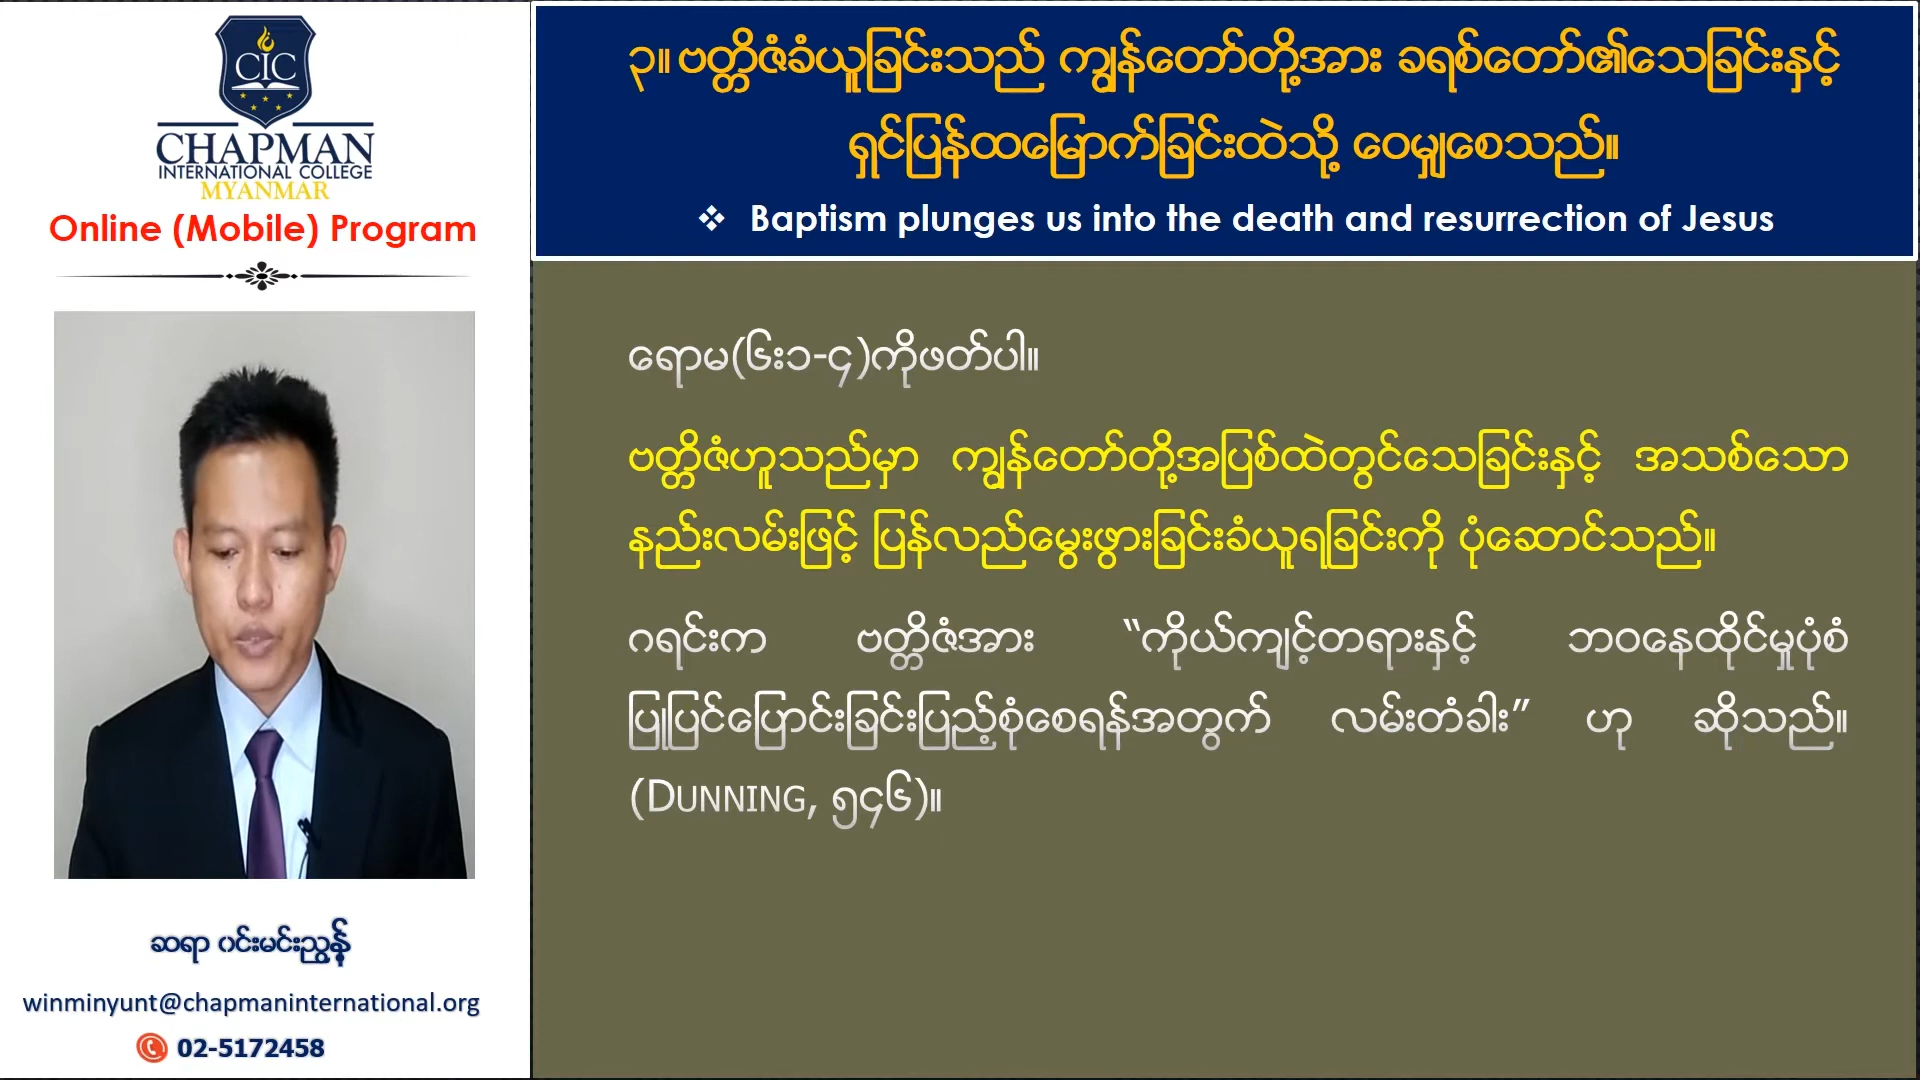 CIC
CHAPMAN
INTERNATIONAL COLLEGE
MYANMAR
Online (Mobile) Program
ဆရာ ဝင်းမင်းညွန့်
winminyunt@chapmaninternational.org
02-5172458
၃။ ဗတ္တိဇံခံယူခြင်းသည် ကျွန်တော်တို့အား ခရစ်တော်၏သေခြင်းနှင့်
ရှင်ပြန်ထမြောက်ခြင်းထဲသို့ ဝေမျှစေသည်။
❖ Baptism plunges us into the death and resurrection of Jesus
ရောမ(၆း၁-၄)ကိုဖတ်ပါ။
ဗတ္တိဇံဟူသည်မှာ ကျွန်တော်တို့အပြစ်ထဲတွင်သေခြင်းနှင့် အသစ်သော
နည်းလမ်းဖြင့် ပြန်လည်မွေးဖွားခြင်းခံယူရခြင်းကို ပုံဆောင်သည်။
ဂရင်းက ဗတ္တိဇံအား “ကိုယ်ကျင့်တရားနှင့် ဘဝနေထိုင်မှုပုံစံ
ပြုပြင်ပြောင်းခြင်းပြည့်စုံစေရန်အတွက် လမ်းတံခါး” ဟု ဆိုသည်။
(DUNNING, ၅၄၆)။